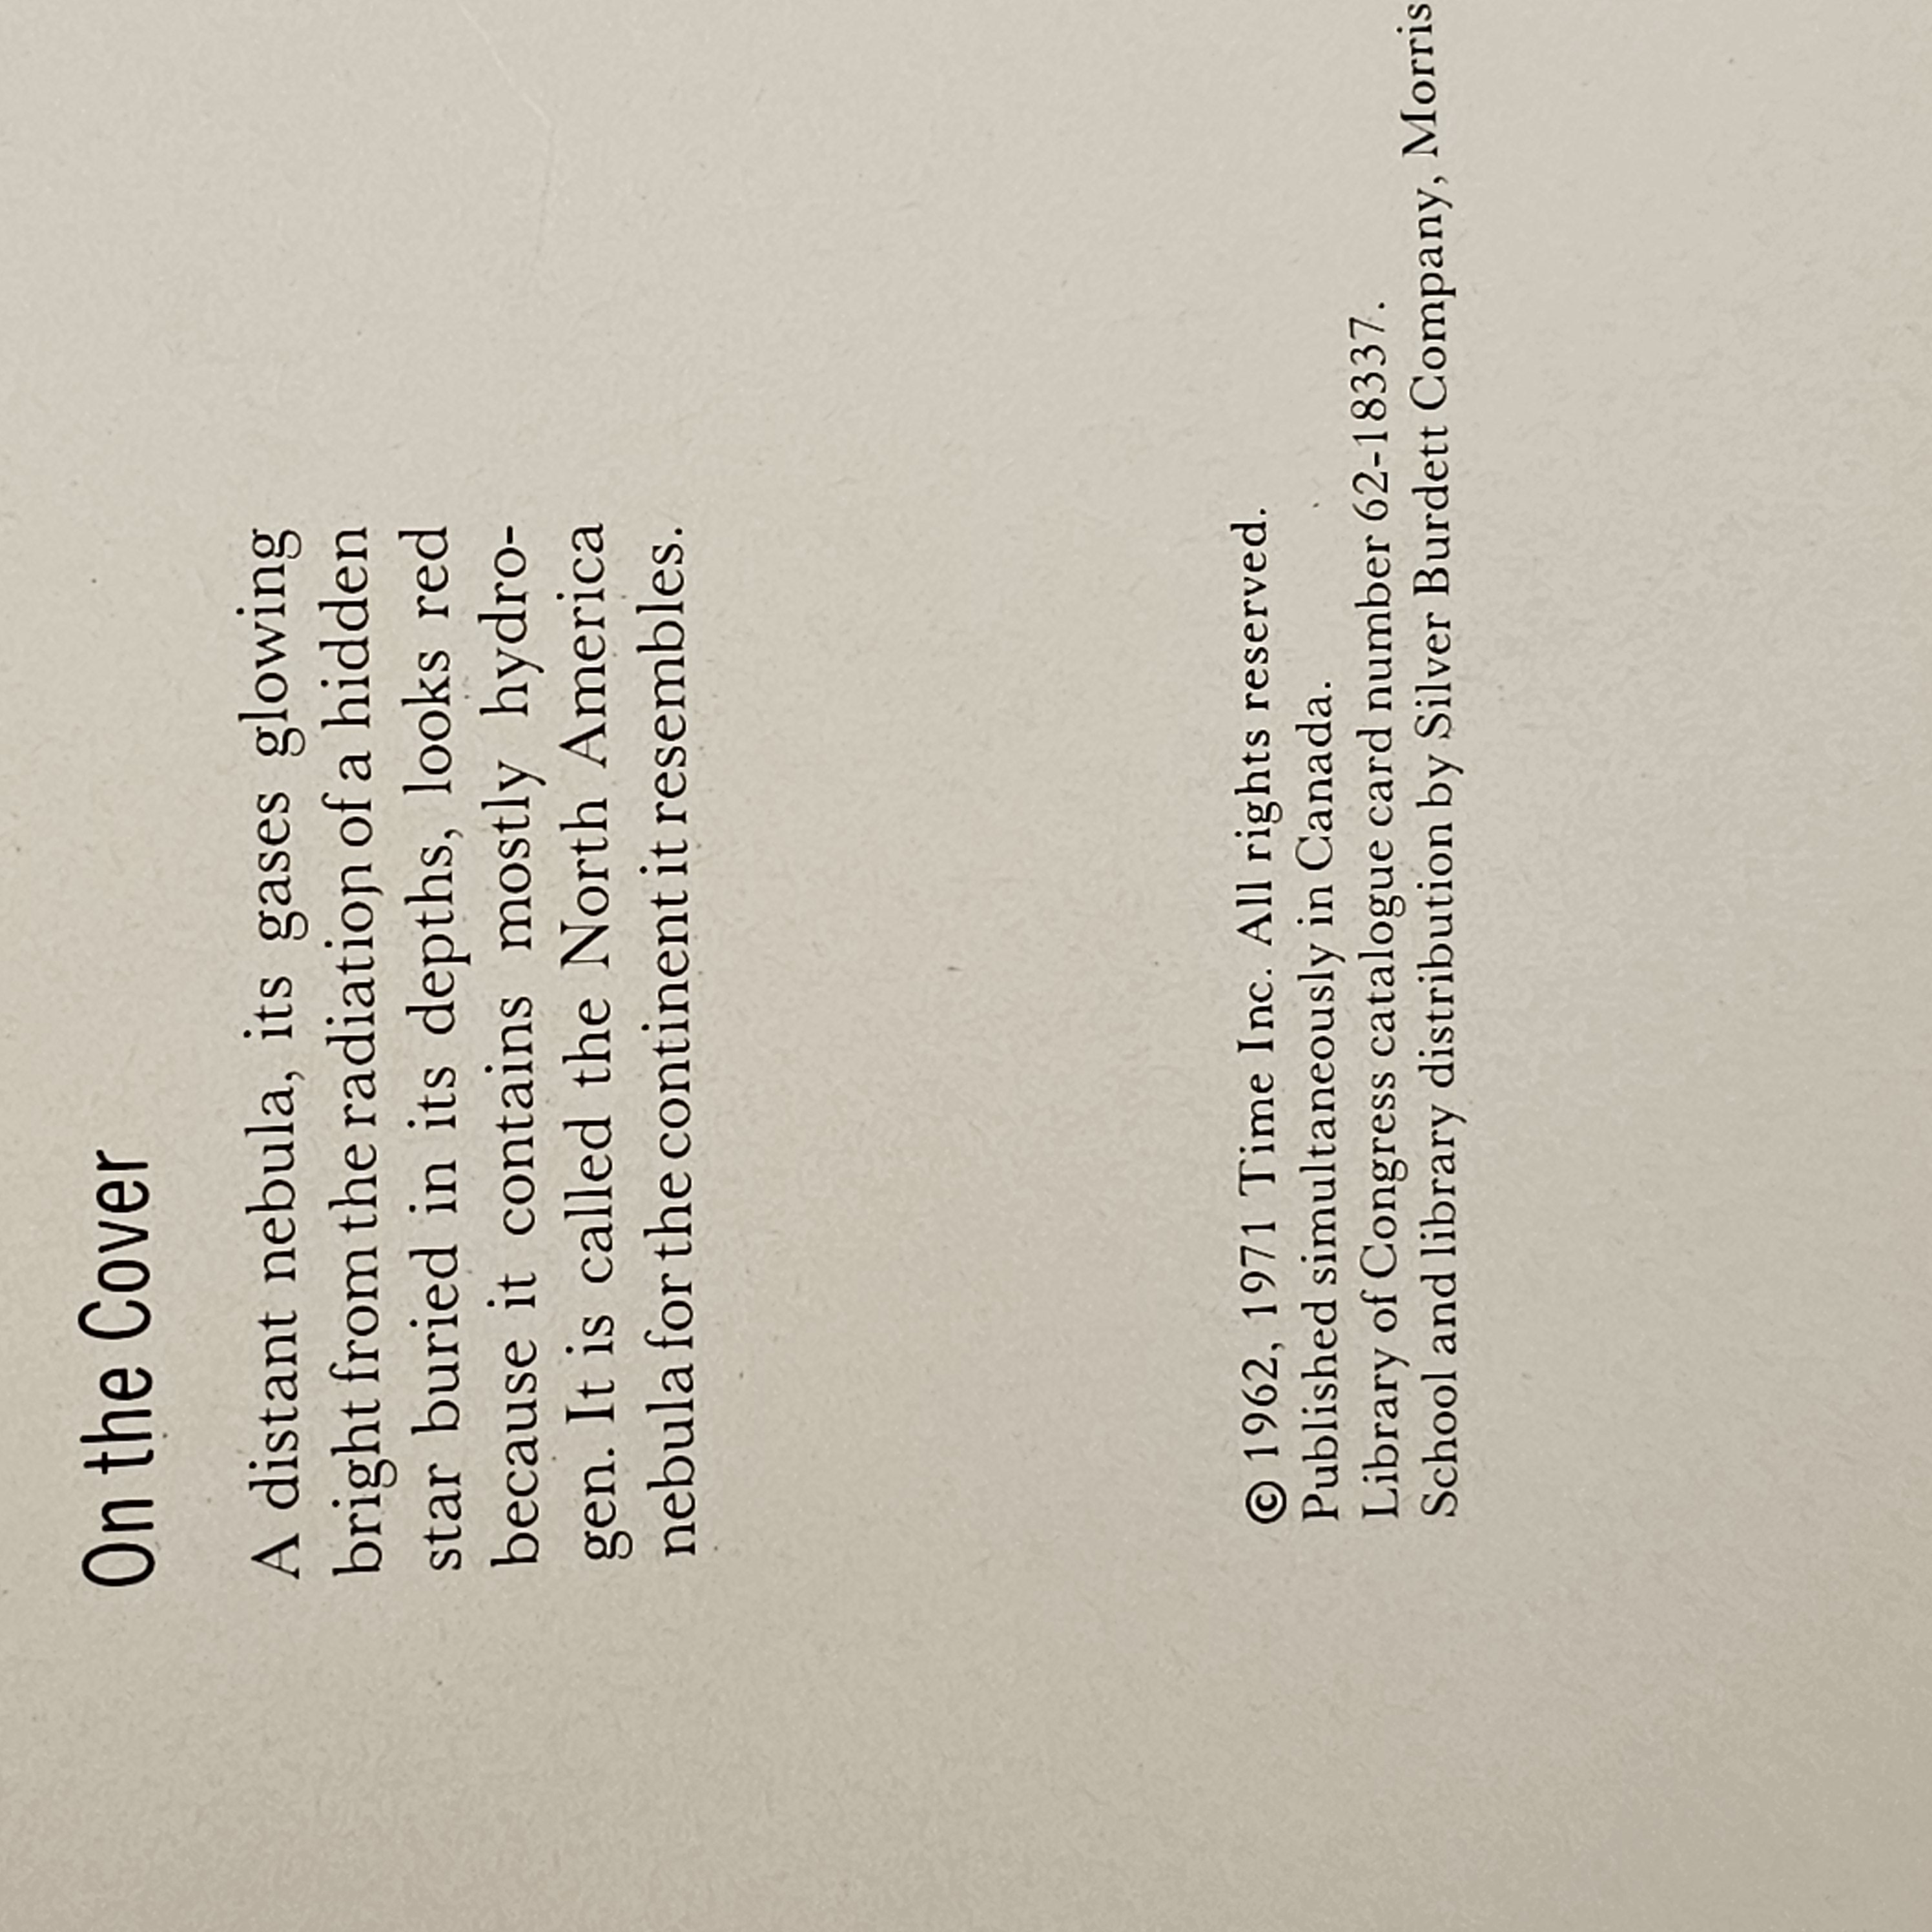 On the Cover
A distant nebula, its gases glowing
bright from the radiation of a hidden
star buried in its depths, looks red
because it contains mostly hydro-
gen. It is called the North America
nebula for the continent it resembles.
© 1962, 1971 Time Inc. All rights reserved.
Published simultaneously in Canada.
Library of Congress catalogue card number 62-18337.
School and library distribution by Silver Burdett Company, Morris